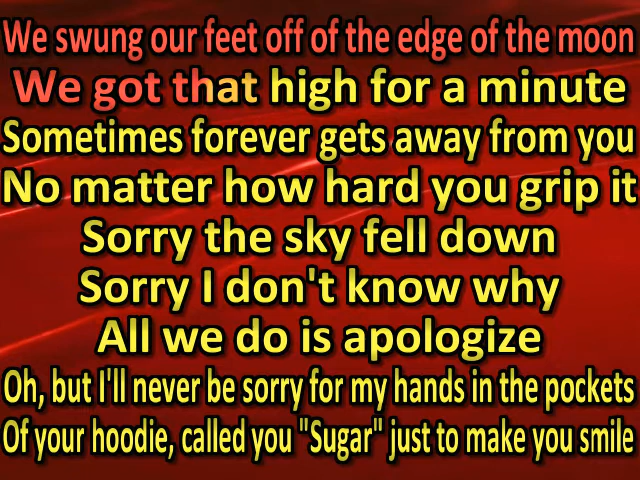 We swung our feet off of the edge of the moon
We got that high for a minute
Sometimes forever gets away from you
No matter how hard you grip it
Sorry the sky fell down
Sorry I don't know why
All we do is apologize
Oh, but I'll never be sorry for my hands in the pockets
Of your hoodie, called you "Sugar" just to make you smile